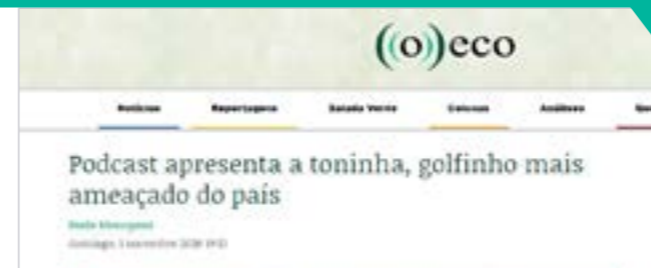 ((o))eco
Notícias Reportagens Salada Verde Colunas Análises
Podcast apresenta a toninha, golfinho mais
ameaçado do país